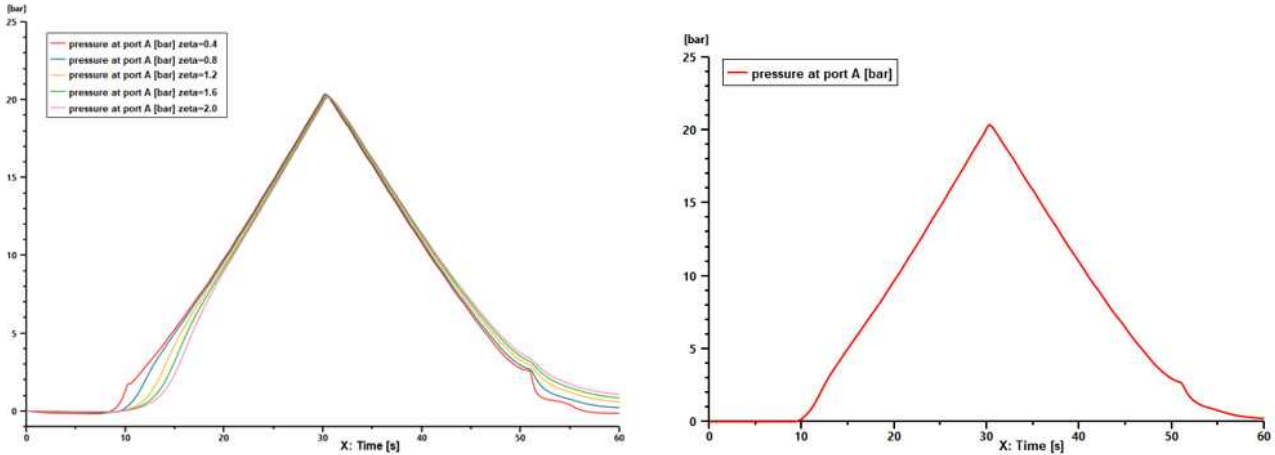 [bar]
25
pressure at port A [bar] zeta=0.4
pressure at port A [bar] zeta=0.8
pressure at port A [bar] zeta=1.2
pressure at port A [bar] zeta=1.6
pressure at port A [bar] zeta=2.0
20
15
10
5
0
0 10 20 30 40 50 60
X: Time [s]
[bar]
25
pressure at port A [bar]
20
15
10
5
0
0 10 20 30 40 50 60
X: Time [s]